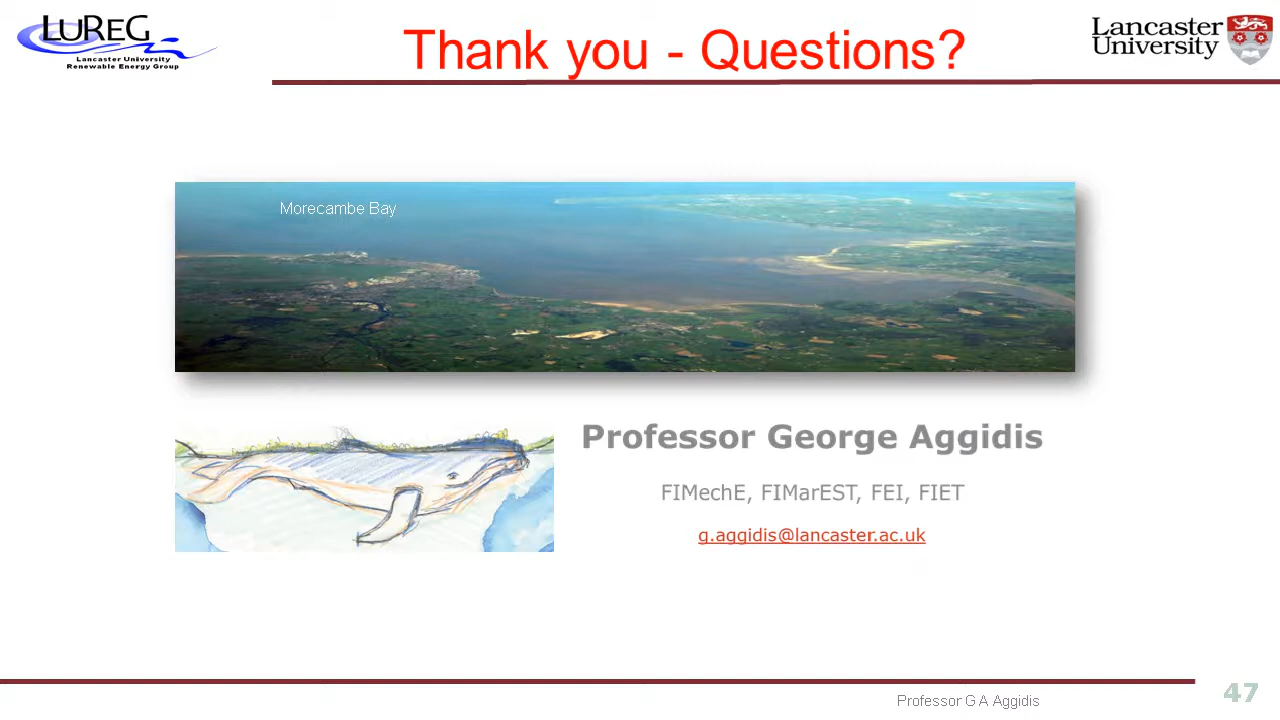 LUREG
Lancaster University
Renewable Energy Group
Thank you - Questions?
Lancaster
University
Morecambe Bay
Professor George Aggidis
FIMechE, FIMarEST, FEI, FIET
g.aggidis@lancaster.ac.uk
Professor G A Aggidis
47